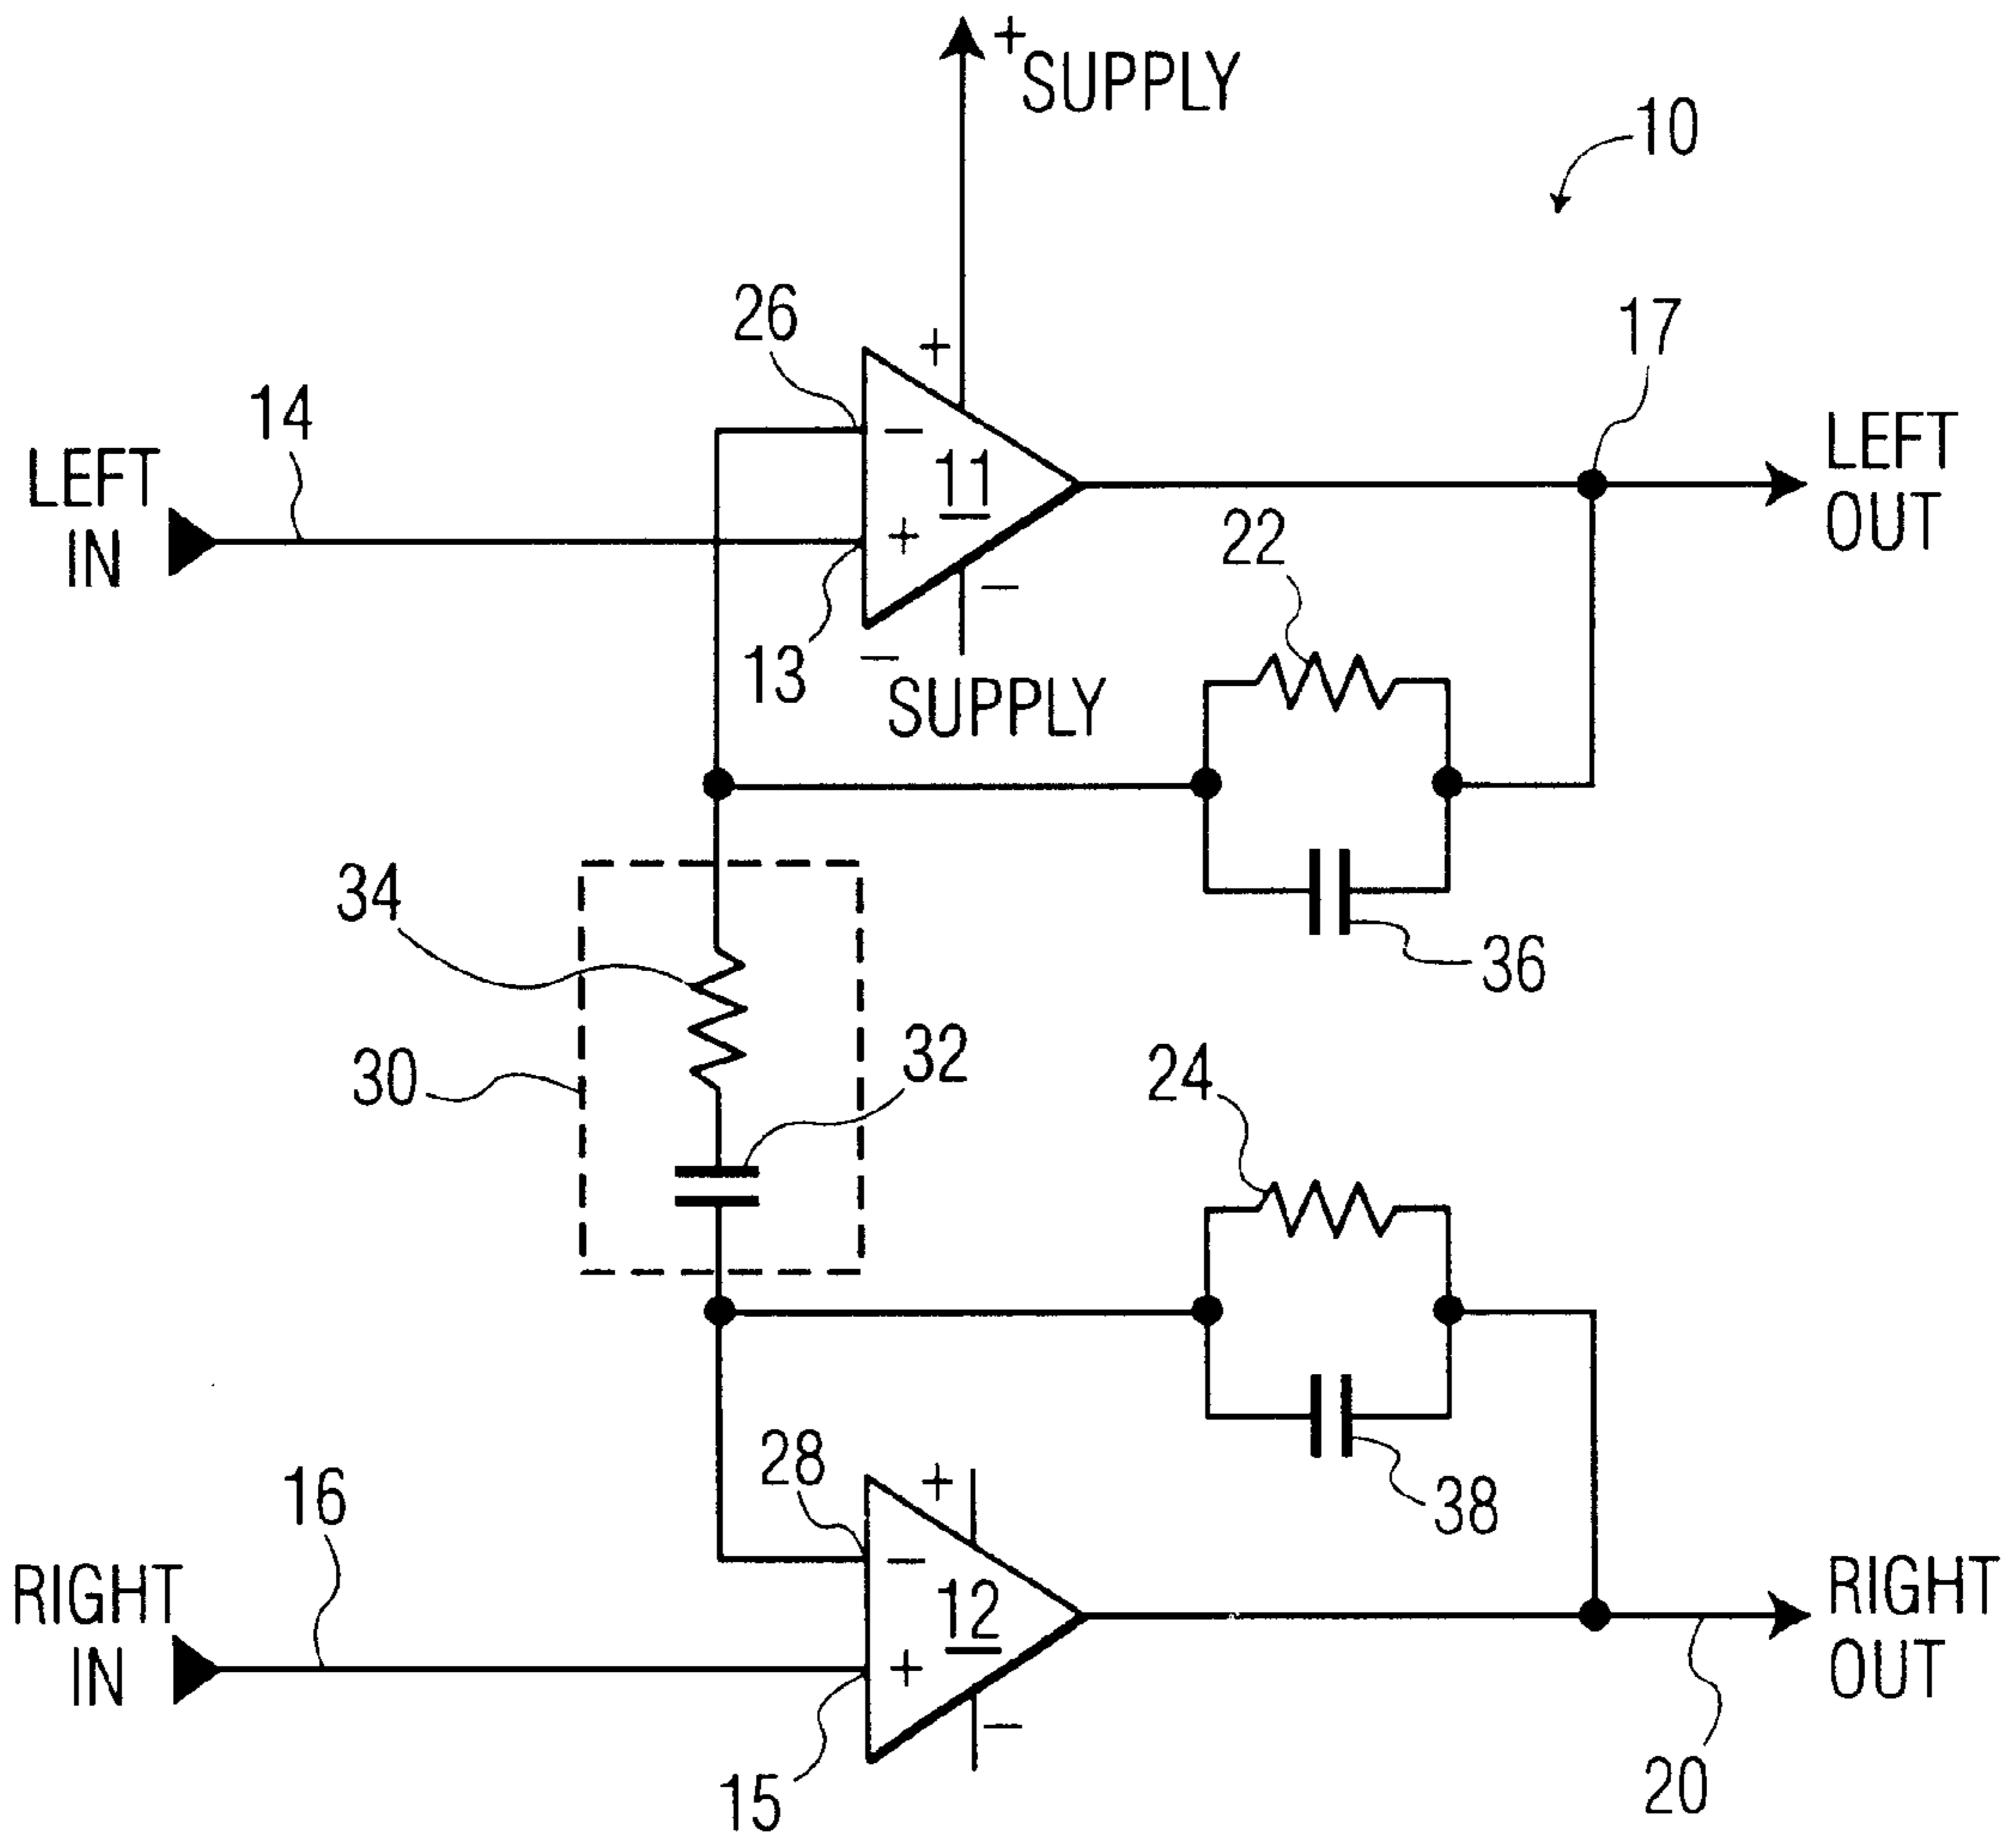 +
SUPPLY
10
26
+
17
14
LEFT
IN
−
11
+
LEFT
OUT
22
−
13
−
SUPPLY
34
36
32
30
24
28
+
38
16
−
RIGHT
IN
12
+
RIGHT
OUT
−
15
20